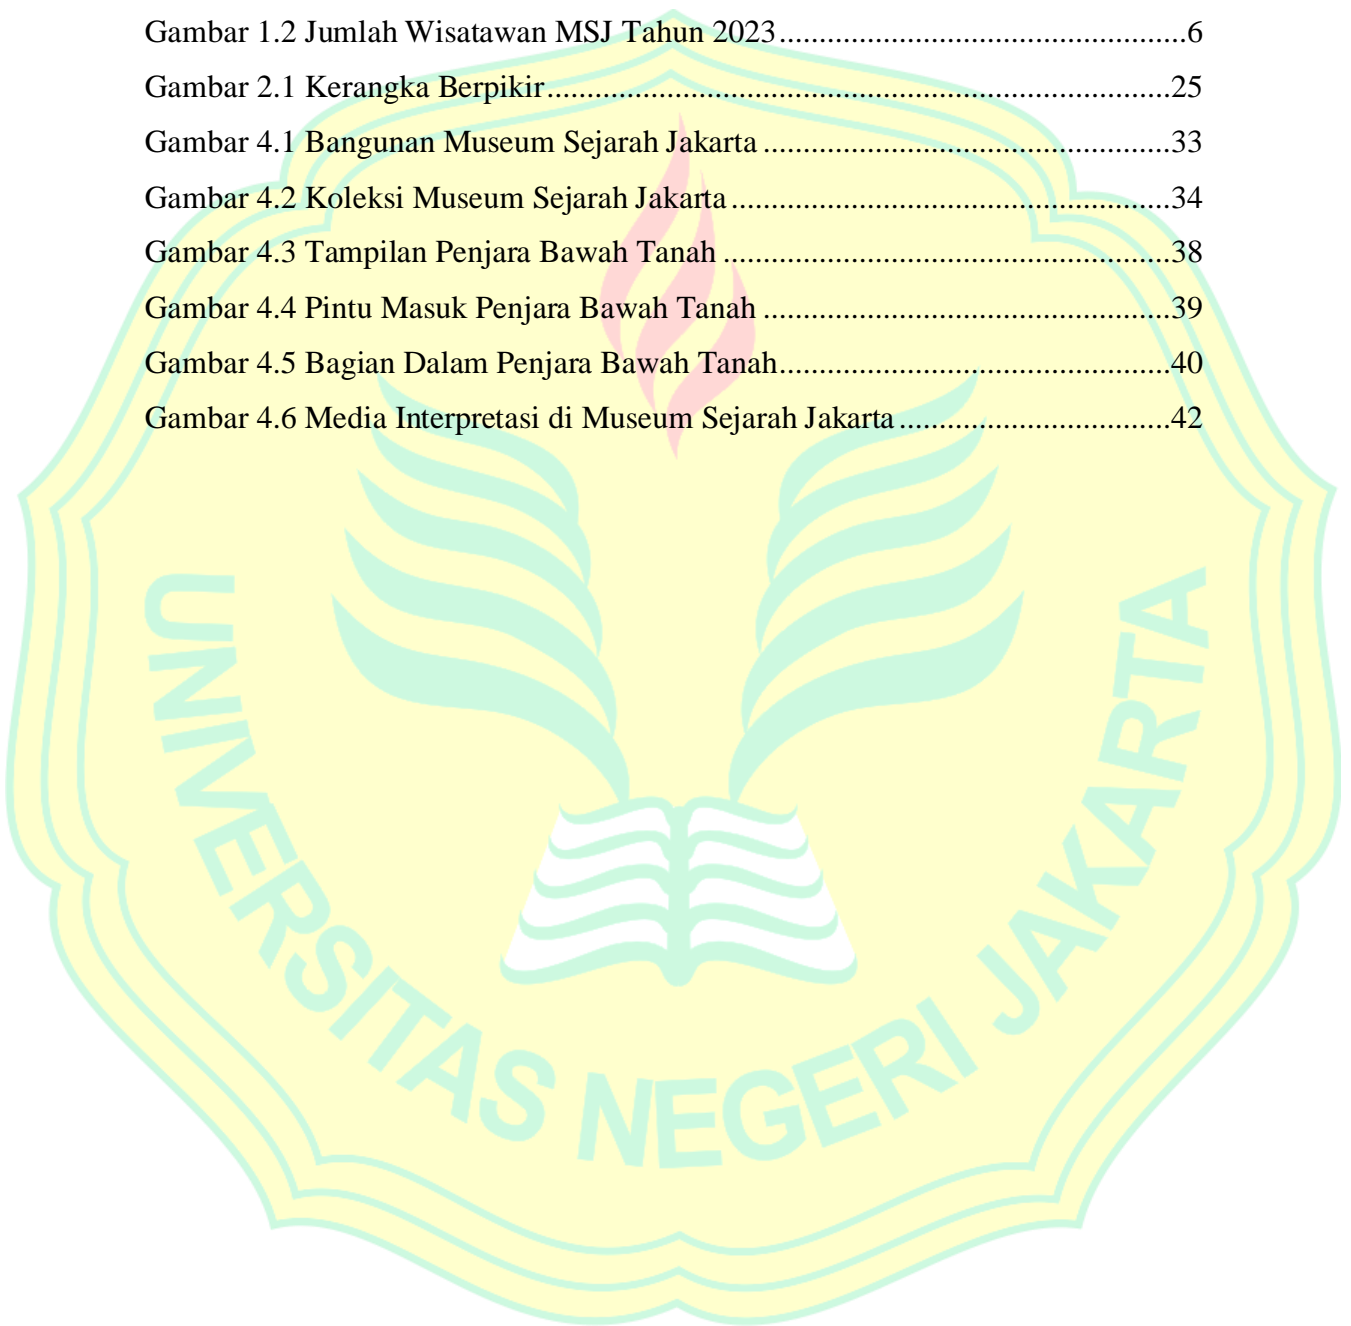 Gambar 1.2 Jumlah Wisatawan MSJ Tahun 2023.......................................6
Gambar 2.1 Kerangka Berpikir..............................................................25
Gambar 4.1 Bangunan Museum Sejarah Jakarta.......................................33
Gambar 4.2 Koleksi Museum Sejarah Jakarta..........................................34
Gambar 4.3 Tampilan Penjara Bawah Tanah...........................................38
Gambar 4.4 Pintu Masuk Penjara Bawah Tanah.......................................39
Gambar 4.5 Bagian Dalam Penjara Bawah Tanah.....................................40
Gambar 4.6 Media Interpretasi di Museum Sejarah Jakarta..........................42
UNIVERSITAS NEGERI JAKARTA